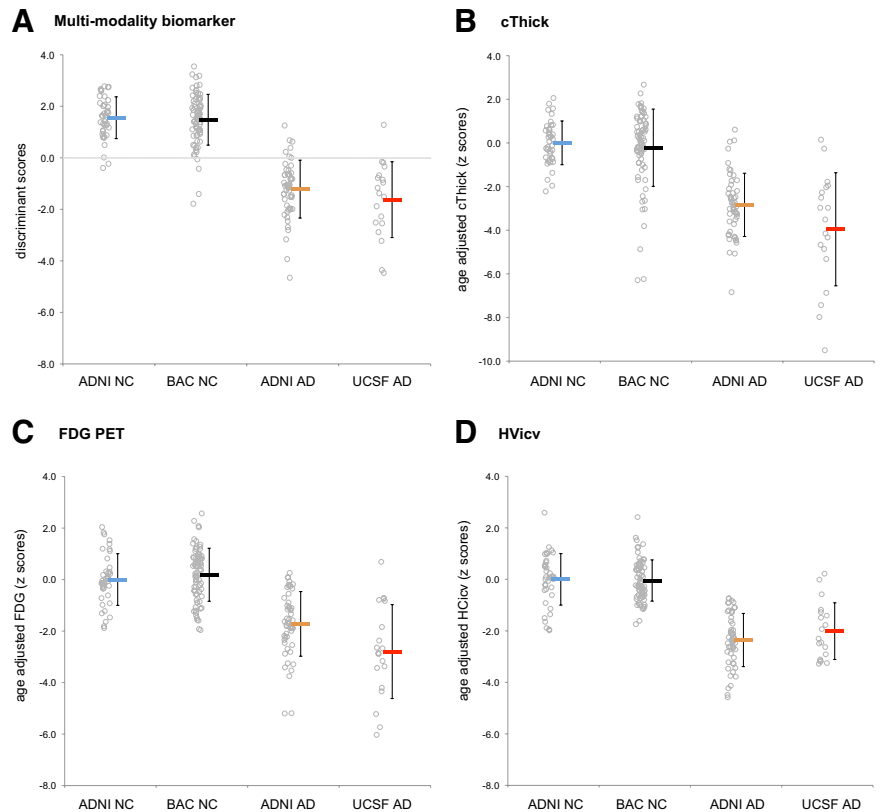 A Multi-modality biomarker
4.0
2.0
0.0
-2.0
-4.0
-6.0
-8.0
discriminant scores
ADNI NC BAC NC ADNI AD UCSF AD
B cThick
4.0
2.0
0.0
-2.0
-4.0
-6.0
-8.0
-10.0
age adjusted cThick (z scores)
ADNI NC BAC NC ADNI AD UCSF AD
C FDG PET
4.0
2.0
0.0
-2.0
-4.0
-6.0
-8.0
age adjusted FDG (z scores)
ADNI NC BAC NC ADNI AD UCSF AD
D HVicv
4.0
2.0
0.0
-2.0
-4.0
-6.0
-8.0
age adjusted HCicv (z scores)
ADNI NC BAC NC ADNI AD UCSF AD